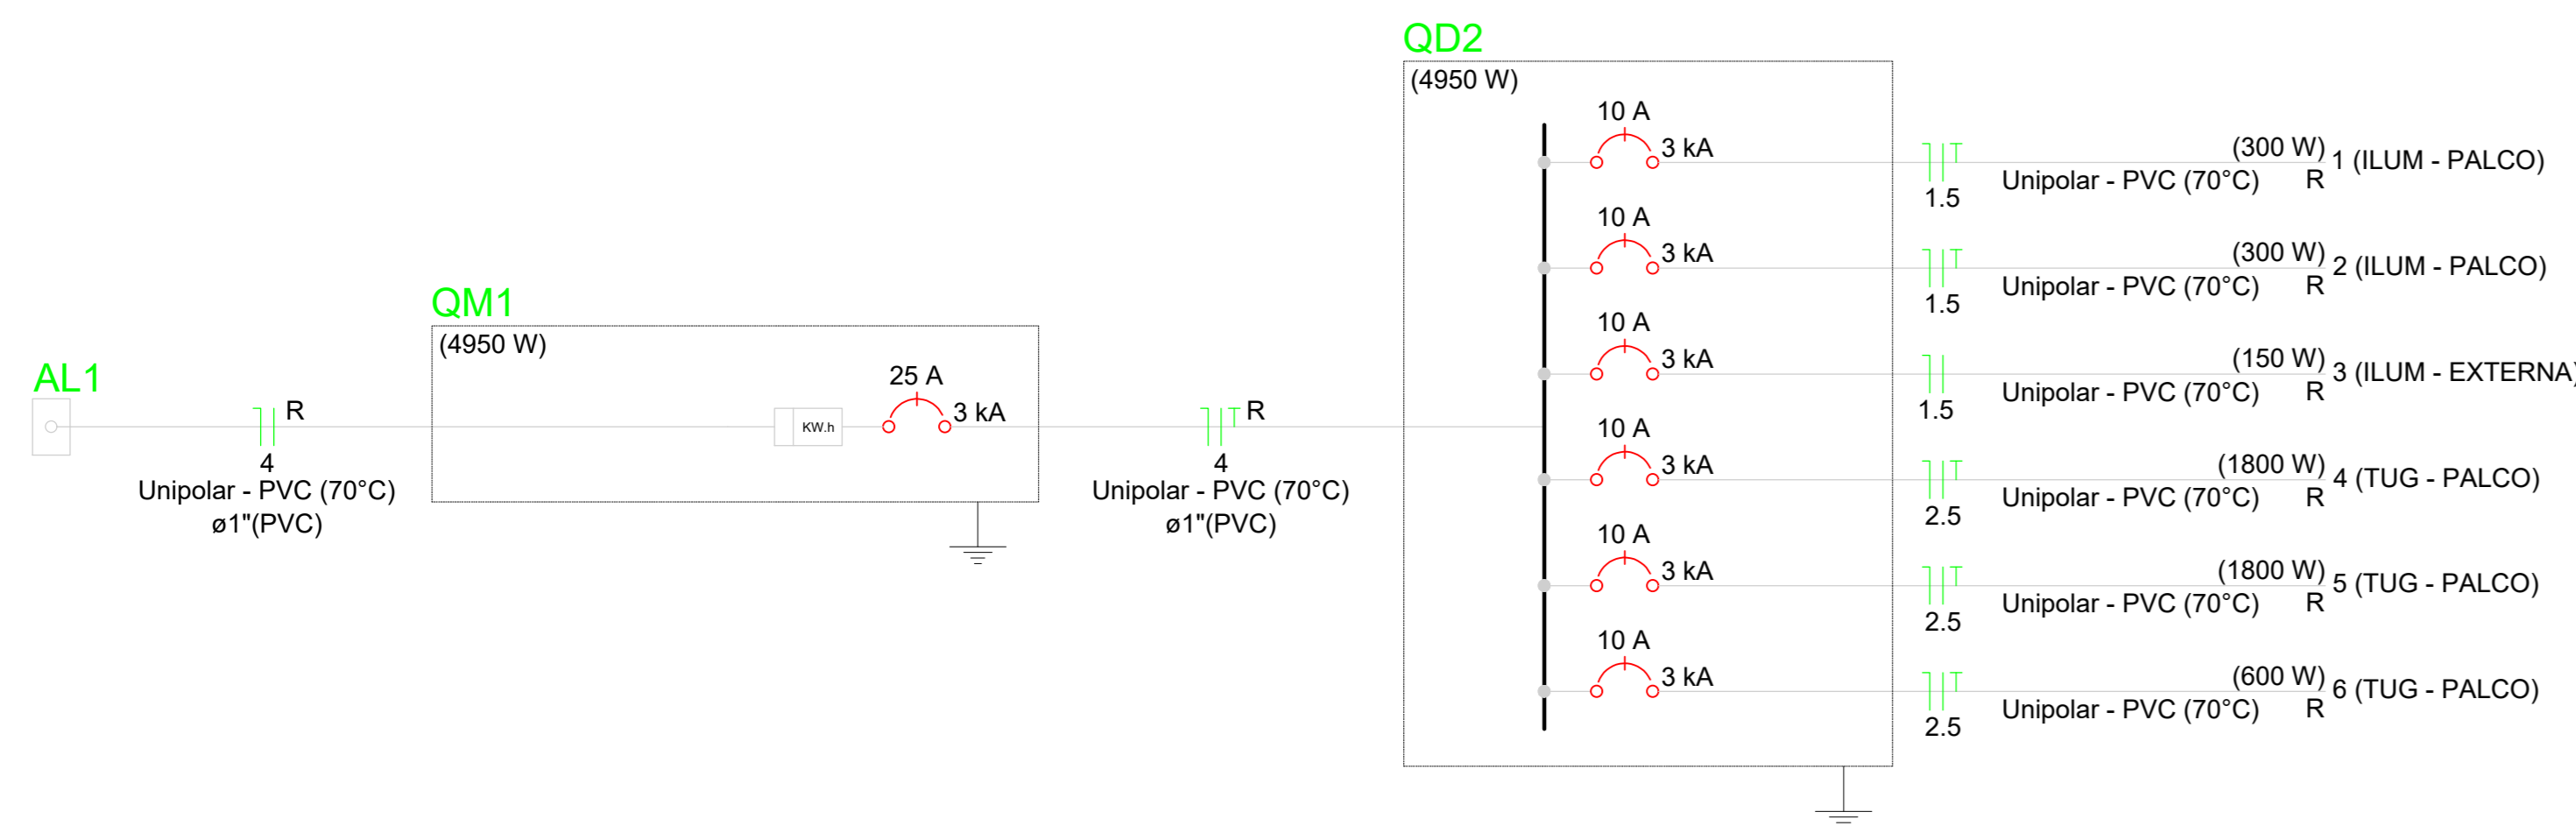 AL1
R
4
Unipolar - PVC (70°C)
ø1"(PVC)
QM1
(4950 W)
KW.h
25 A
3 kA
R
4
Unipolar - PVC (70°C)
ø1"(PVC)
QD2
(4950 W)
10 A
3 kA
1.5
(300 W)
Unipolar - PVC (70°C) R
1 (ILUM - PALCO)
10 A
3 kA
1.5
(300 W)
Unipolar - PVC (70°C) R
2 (ILUM - PALCO)
10 A
3 kA
1.5
(150 W)
Unipolar - PVC (70°C) R
3 (ILUM - EXTERNA)
10 A
3 kA
2.5
(1800 W)
Unipolar - PVC (70°C) R
4 (TUG - PALCO)
10 A
3 kA
2.5
(1800 W)
Unipolar - PVC (70°C) R
5 (TUG - PALCO)
10 A
3 kA
2.5
(600 W)
Unipolar - PVC (70°C) R
6 (TUG - PALCO)